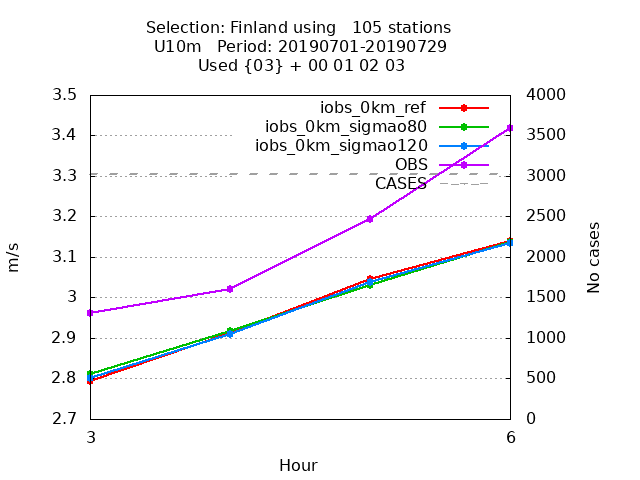 Selection: Finland using   105 stations
U10m   Period: 20190701-20190729
Used {03} + 00 01 02 03
3.5
3.4
3.3
3.2
3.1
3
2.9
2.8
2.7
4000
3500
3000
2500
2000
1500
1000
500
0
iobs_0km_ref
iobs_0km_sigmao80
iobs_0km_sigmao120
OBS
CASES
m/s
No cases
3
6
Hour